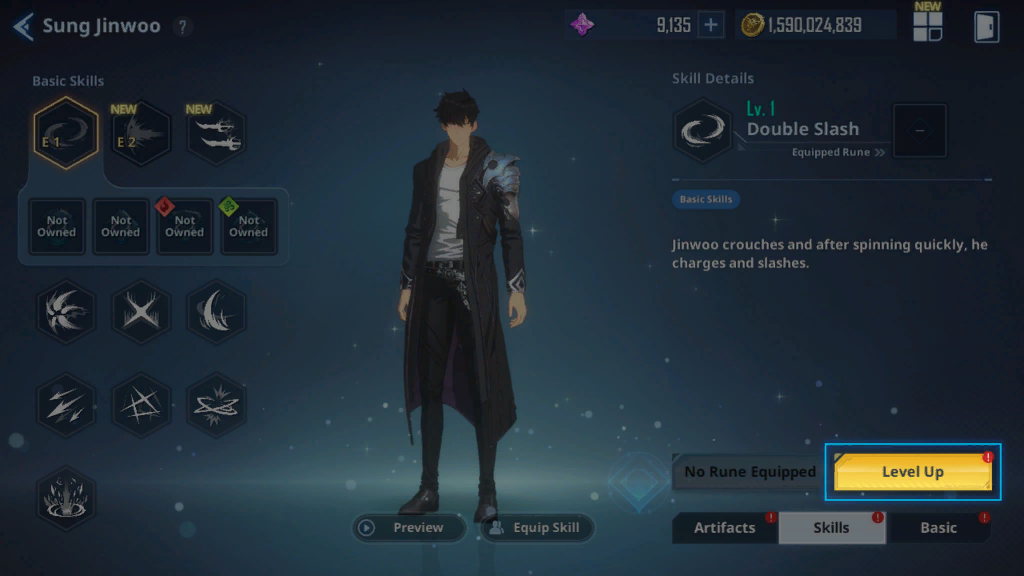 Sung Jinwoo
?
9,135
+
1,590,024,839
NEW
Basic Skills
Skill Details
E 1
NEW
E 2
NEW
Lv. 1
Double Slash
Equipped Rune
Basic Skills
Not
Owned
Not
Owned
Not
Owned
Not
Owned
Jinwoo crouches and after spinning quickly, he
charges and slashes.
No Rune Equipped
Level Up
!
Preview
Equip Skill
Artifacts
!
Skills
!
Basic
!